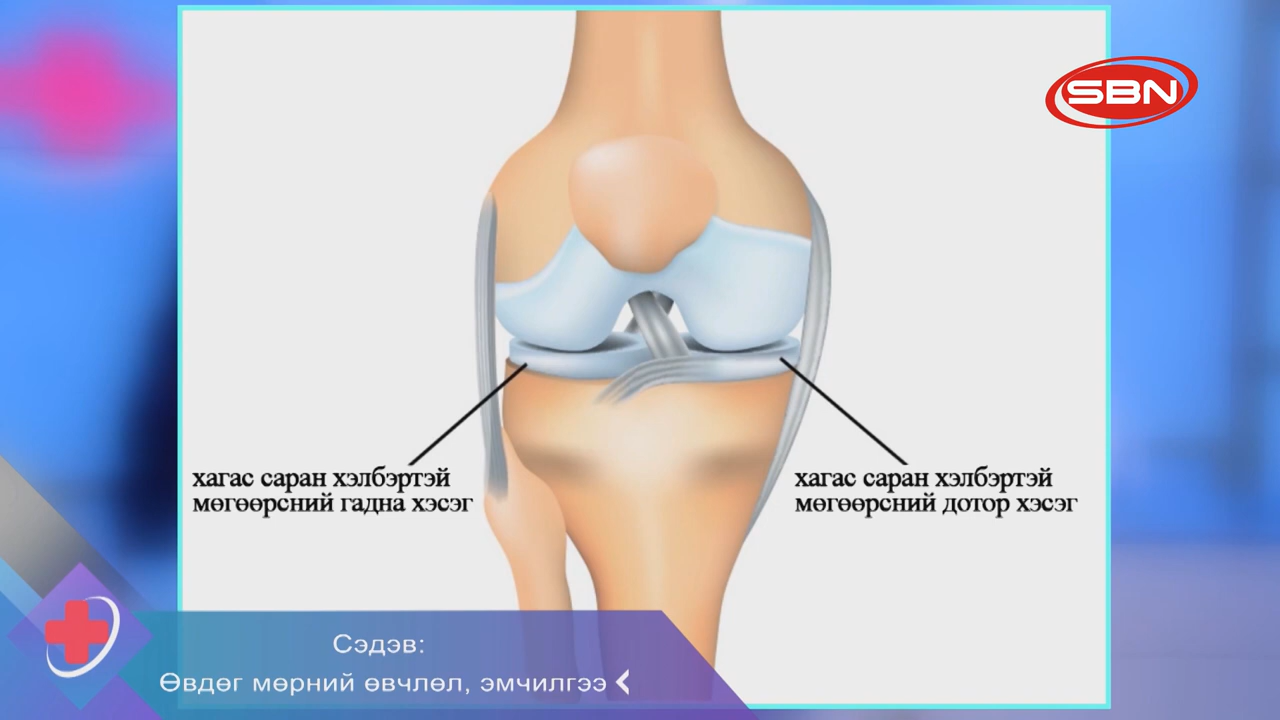 SBN
хагас саран хэлбэртэй
мөгөөрсний гадна хэсэг
хагас саран хэлбэртэй
мөгөөрсний дотор хэсэг
Сэдэв:
Өвдөг мөрний өвчлөл, эмчилгээ